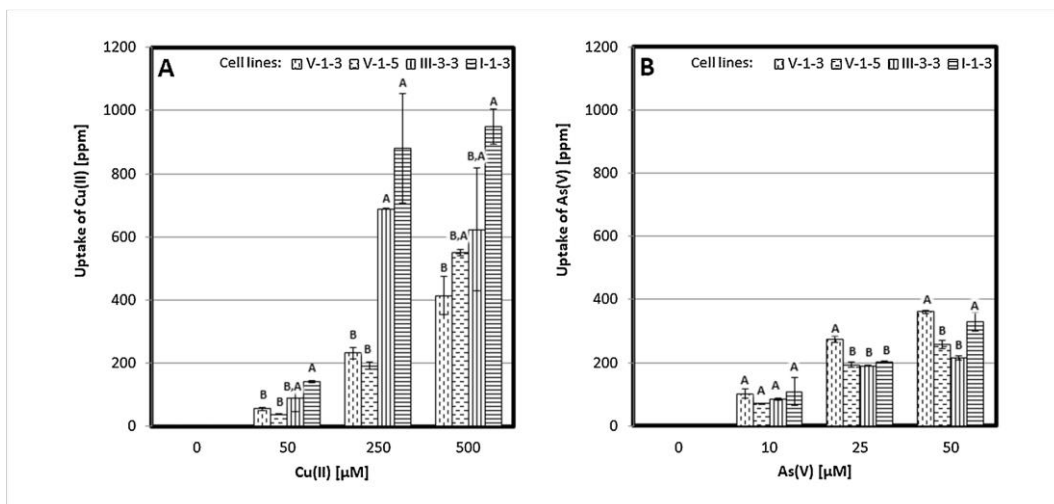 A
Cell lines: V-1-3 V-1-5 III-3-3 I-1-3
1200
1000
800
600
400
200
0
Uptake of Cu(II) [ppm]
B
B
B,A
A
B
B
A
A
B
B,A
B,A
A
0
50
250
500
Cu(II) [µM]
B
Cell lines: V-1-3 V-1-5 III-3-3 I-1-3
1200
1000
800
600
400
200
0
Uptake of As(V) [ppm]
A
A
A
A
A
B
B
B
A
B
B
A
0
10
25
50
As(V) [µM]